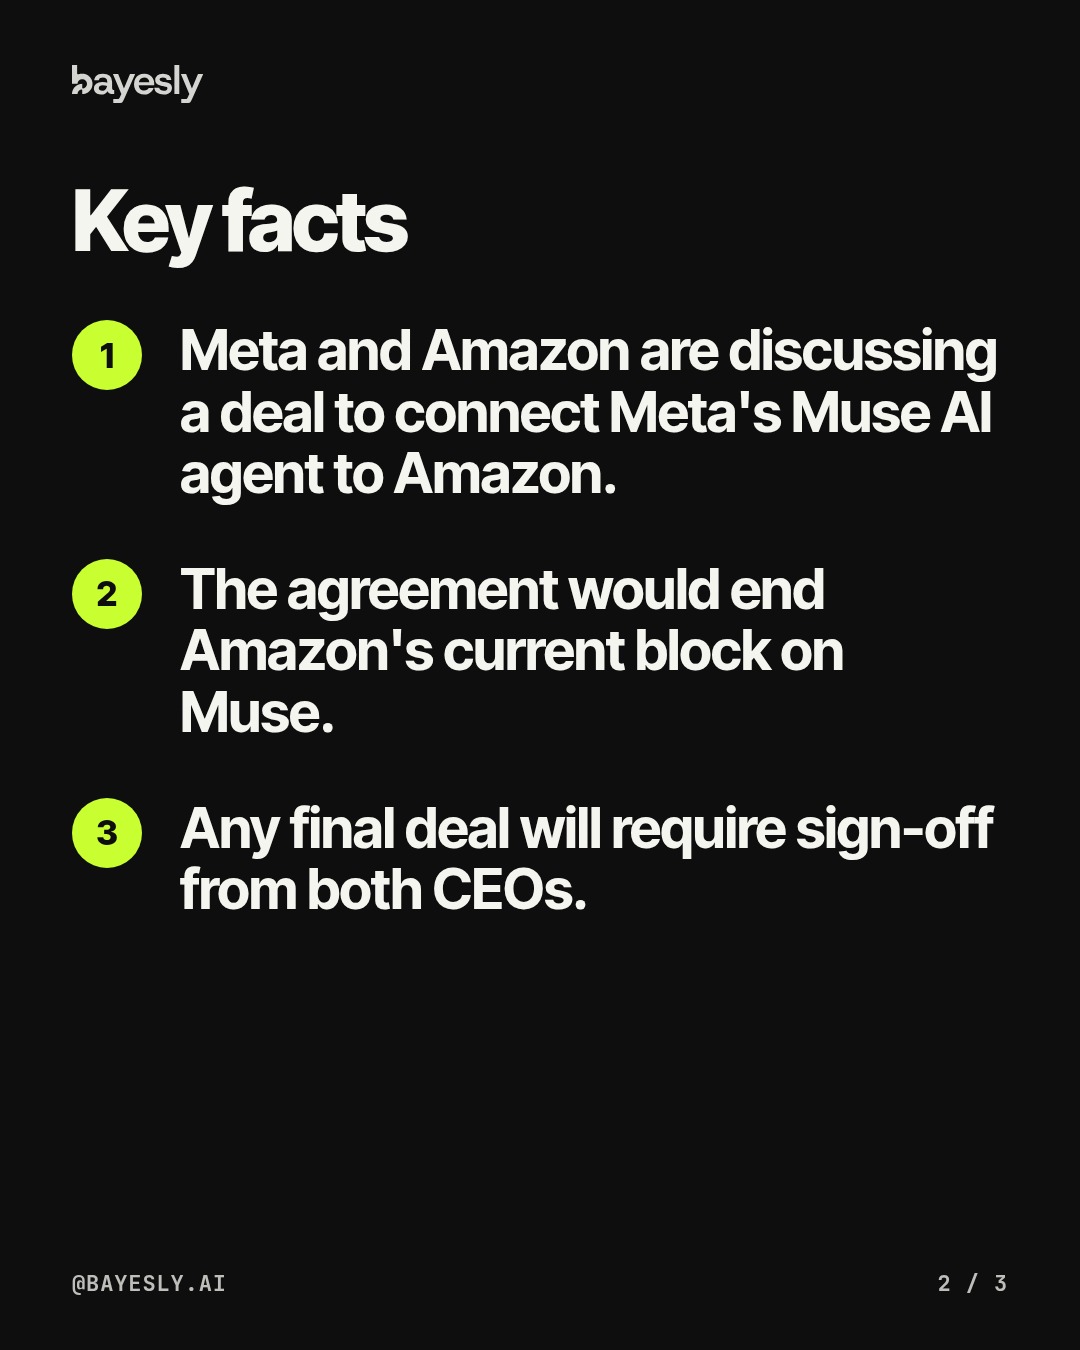 bayesly
Key facts
1
Meta and Amazon are discussing
a deal to connect Meta's Muse AI
agent to Amazon.
2
The agreement would end
Amazon's current block on
Muse.
3
Any final deal will require sign-off
from both CEOs.
@BAYESLY.AI
2 / 3